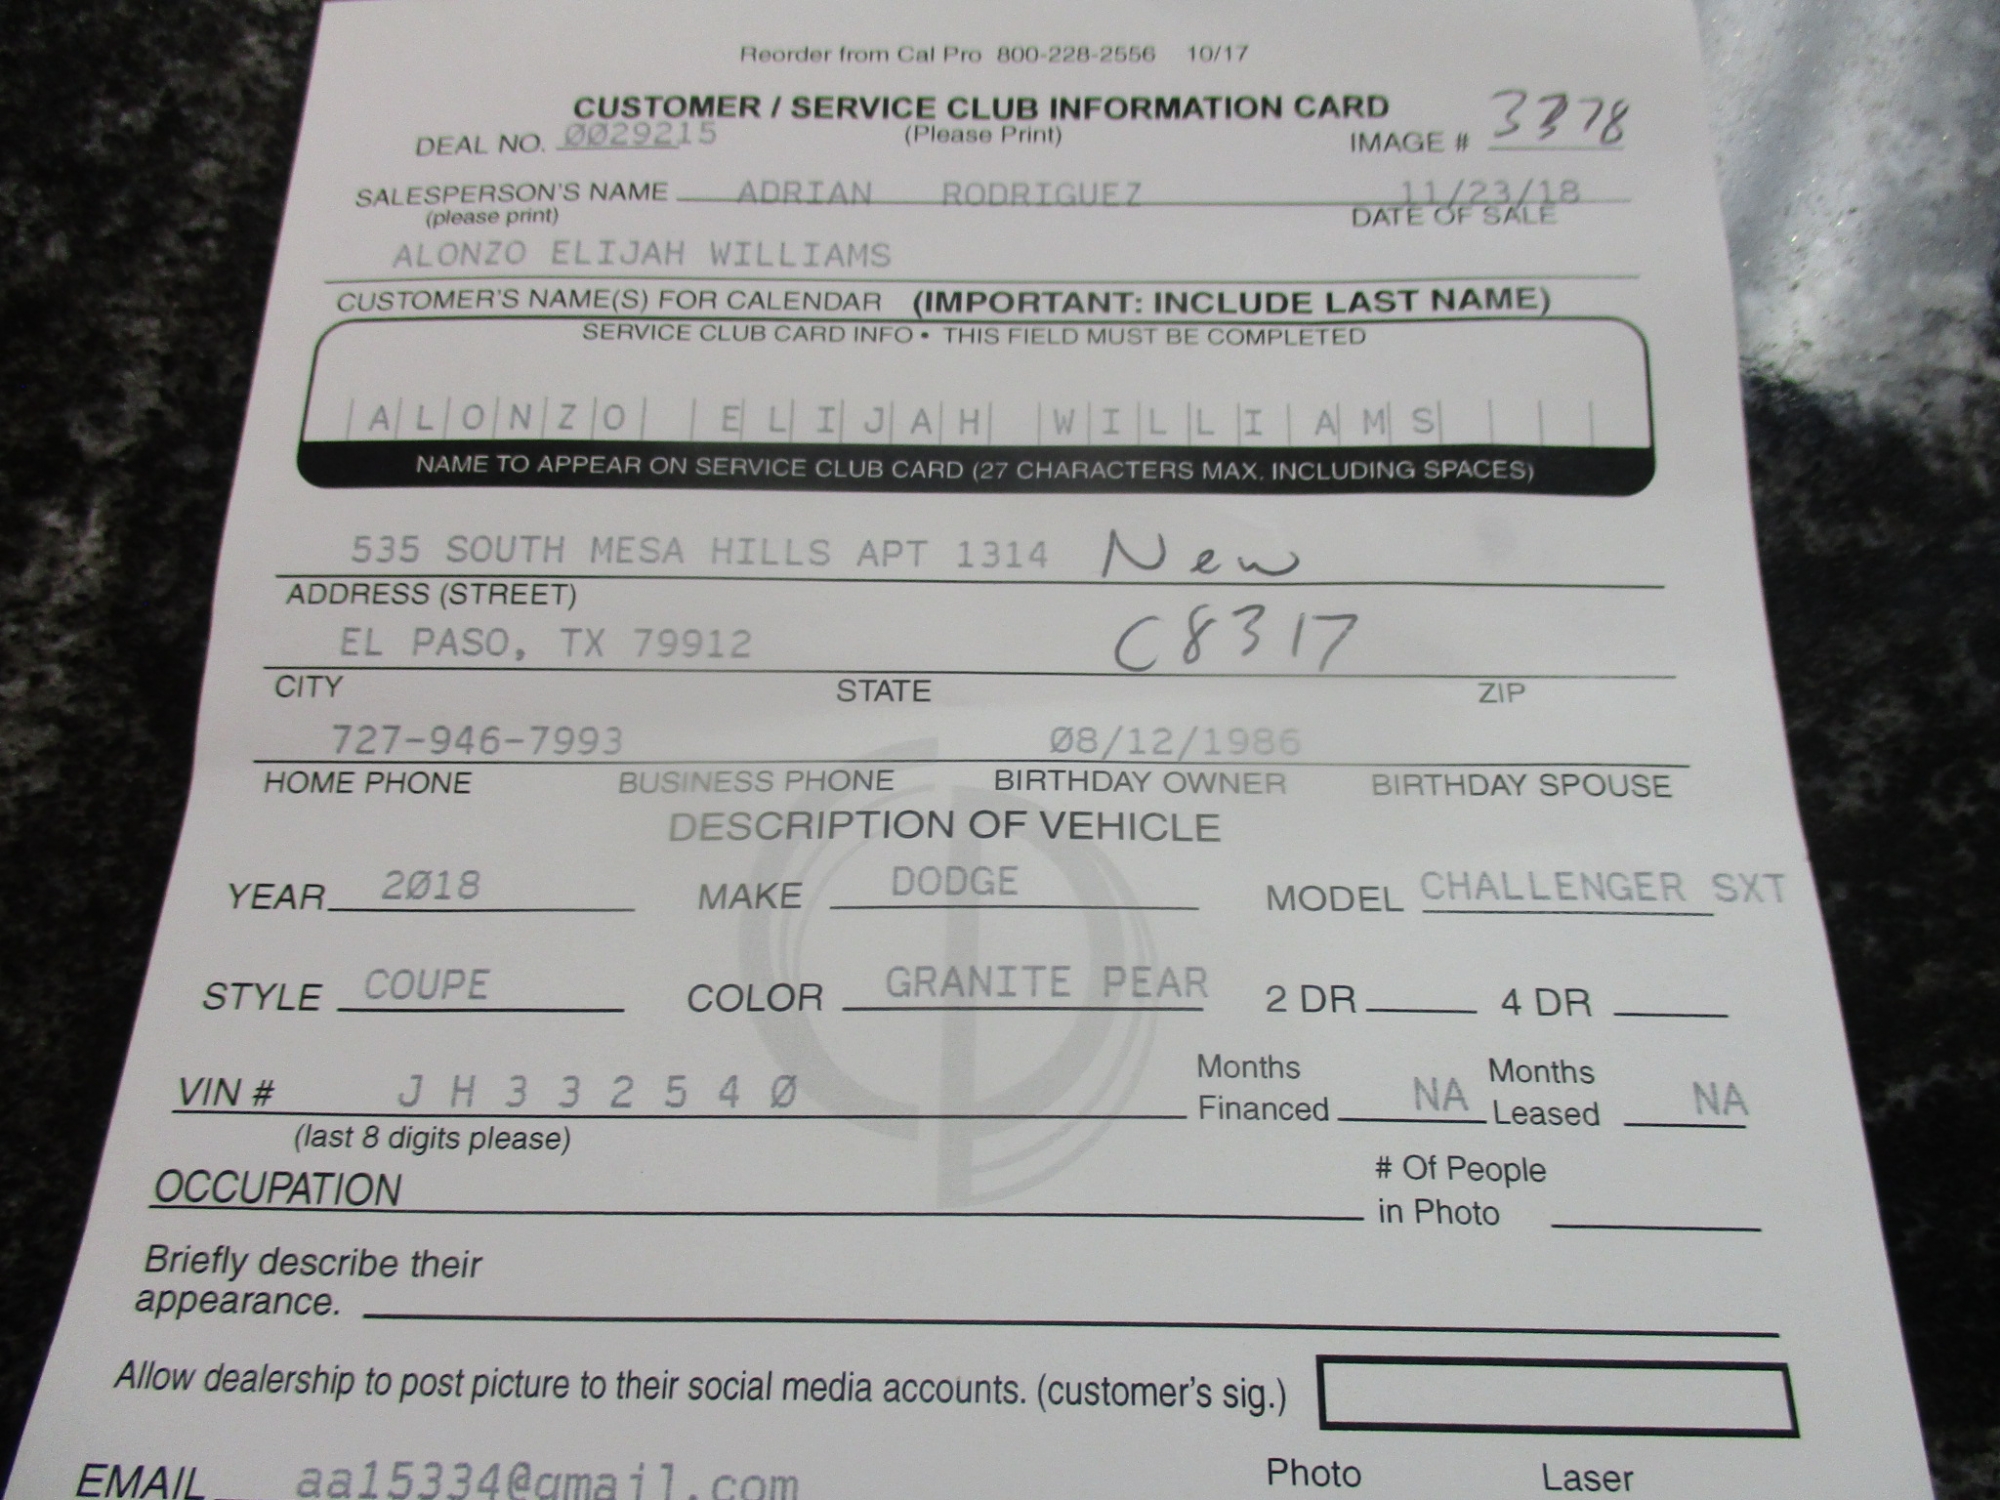 Reorder from Cal Pro 800-228-2556 10/17
CUSTOMER / SERVICE CLUB INFORMATION CARD
DEAL NO. 0029215 (Please Print) IMAGE # 3378
SALESPERSON'S NAME ADRIAN RODRIGUEZ 11/23/18
(please print) DATE OF SALE
ALONZO ELIJAH WILLIAMS
CUSTOMER'S NAME(S) FOR CALENDAR (IMPORTANT: INCLUDE LAST NAME)
SERVICE CLUB CARD INFO • THIS FIELD MUST BE COMPLETED
ALONZO ELIJAH WILLIAMS
NAME TO APPEAR ON SERVICE CLUB CARD (27 CHARACTERS MAX. INCLUDING SPACES)
535 SOUTH MESA HILLS APT 1314 New
ADDRESS (STREET)
EL PASO, TX 79912 C8317
CITY STATE ZIP
727-946-7993 08/12/1986
HOME PHONE BUSINESS PHONE BIRTHDAY OWNER BIRTHDAY SPOUSE
DESCRIPTION OF VEHICLE
YEAR 2018 MAKE DODGE MODEL CHALLENGER SXT
STYLE COUPE COLOR GRANITE PEAR 2 DR 4 DR
VIN # J H 3 3 2 5 4 0 Months Financed NA Months Leased NA
(last 8 digits please)
OCCUPATION # Of People in Photo
Briefly describe their
appearance.
Allow dealership to post picture to their social media accounts. (customer's sig.)
EMAIL aa15334@gmail.com Photo Laser